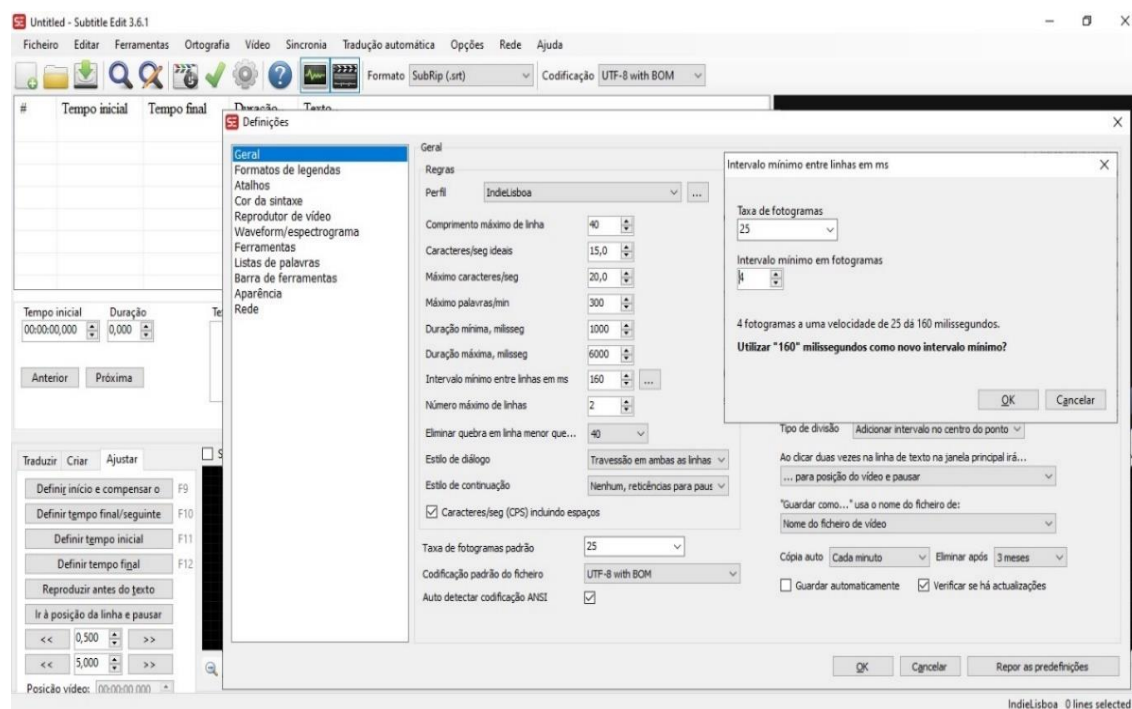 Untitled - Subtitle Edit 3.6.1
Ficheiro Editar Ferramentas Ortografia Vídeo Sincronia Tradução automática Opções Rede Ajuda
Formato SubRip (.srt) Codificação UTF-8 with BOM
# Tempo inicial Tempo final Duração Texto
Tempo inicial Duração Te
00:00:00,000 0,000
Anterior Próxima
Traduzir Criar Ajustar S
Definir início e compensar o F9
Definir tempo final/seguinte F10
Definir tempo inicial F11
Definir tempo final F12
Reproduzir antes do texto
Ir à posição da linha e pausar
<< 0,500 >>
<< 5,000 >>
Posição vídeo: 00:00:00,000
Definições
Geral
Formatos de legendas
Atalhos
Cor da sintaxe
Reprodutor de vídeo
Waveform/espectrograma
Ferramentas
Listas de palavras
Barra de ferramentas
Aparência
Rede
Geral
Regras
Perfil IndieLisboa ...
Comprimento máximo de linha 40
Caracteres/seg ideais 15,0
Máximo caracteres/seg 20,0
Máximo palavras/min 300
Duração mínima, milisseg 1000
Duração máxima, milisseg 6000
Intervalo mínimo entre linhas em ms 160 ...
Número máximo de linhas 2
Eliminar quebra em linha menor que... 40
Estilo de diálogo Travessão em ambas as linhas
Estilo de continuação Nenhum, reticências para paus
Caracteres/seg (CPS) incluindo espaços
Taxa de fotogramas padrão 25
Codificação padrão do ficheiro UTF-8 with BOM
Auto detectar codificação ANSI
Intervalo mínimo entre linhas em ms
Taxa de fotogramas
25
Intervalo mínimo em fotogramas
4
4 fotogramas a uma velocidade de 25 dá 160 milissegundos.
Utilizar "160" milissegundos como novo intervalo mínimo?
OK Cancelar
Tipo de divisão Adicionar intervalo no centro do ponto
Ao clicar duas vezes na linha de texto na janela principal irá...
... para posição do vídeo e pausar
"Guardar como..." usa o nome do ficheiro de:
Nome do ficheiro de vídeo
Cópia auto Cada minuto Eliminar após 3 meses
Guardar automaticamente Verificar se há actualizações
OK Cancelar Repor as predefinições
IndieLisboa 0 lines selected